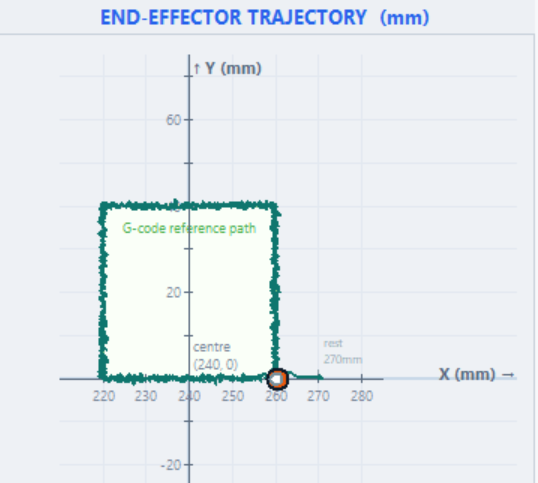 END-EFFECTOR TRAJECTORY (mm)
↑ Y (mm)
60
G-code reference path
20
centre
(240, 0)
rest
270mm
X (mm) →
220 230 240 250 260 270 280
-20